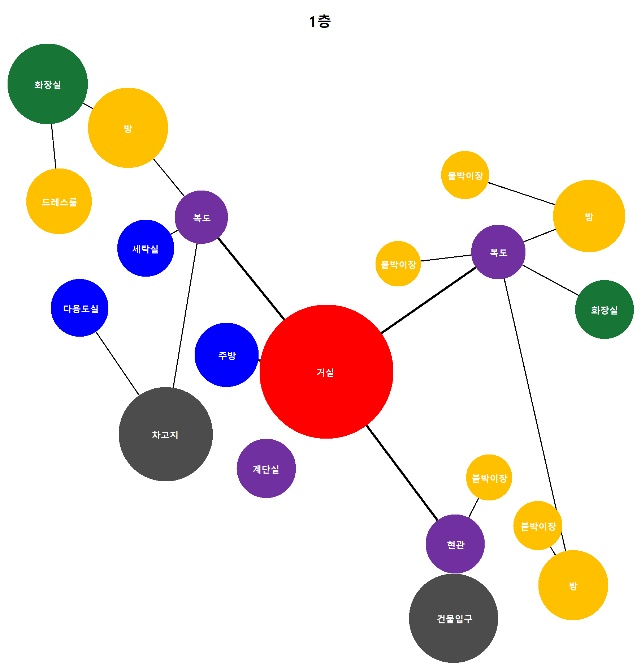 1층
화장실
방
드레스룸
복도
세탁실
다용도실
주방
차고지
거실
계단실
붙박이장
방
복도
붙박이장
화장실
붙박이장
붙박이장
현관
방
건물입구